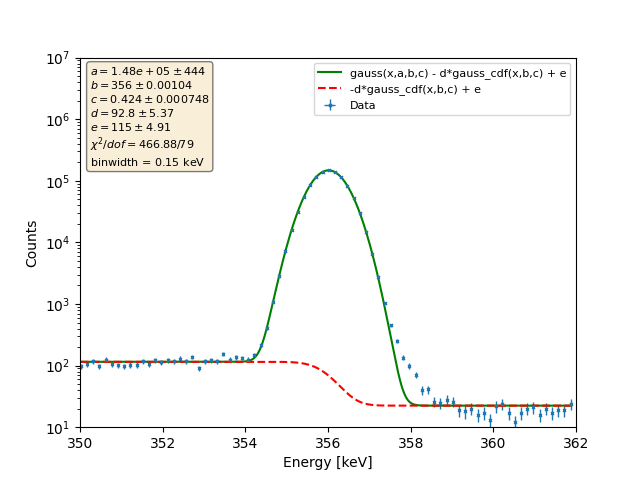 10⁷
10⁶
10⁵
10⁴
10³
10²
10¹
Counts
a = 1.48e + 05 ± 444
b = 356 ± 0.00104
c = 0.424 ± 0.000748
d = 92.8 ± 5.37
e = 115 ± 4.91
χ²/dof = 466.88/79
binwidth = 0.15 keV
gauss(x,a,b,c) - d*gauss_cdf(x,b,c) + e
-d*gauss_cdf(x,b,c) + e
Data
350 352 354 356 358 360 362
Energy [keV]